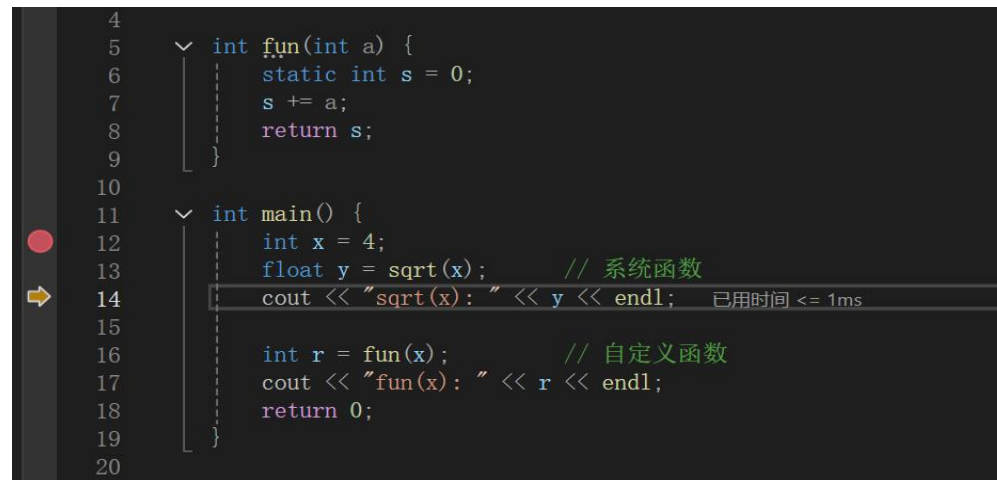 4
5 int fun(int a) {
6 static int s = 0;
7 s += a;
8 return s;
9 }
10
11 int main() {
12 int x = 4;
13 float y = sqrt(x); // 系统函数
14 cout << "sqrt(x): " << y << endl; 已用时间 <= 1ms
15
16 int r = fun(x); // 自定义函数
17 cout << "fun(x): " << r << endl;
18 return 0;
19 }
20